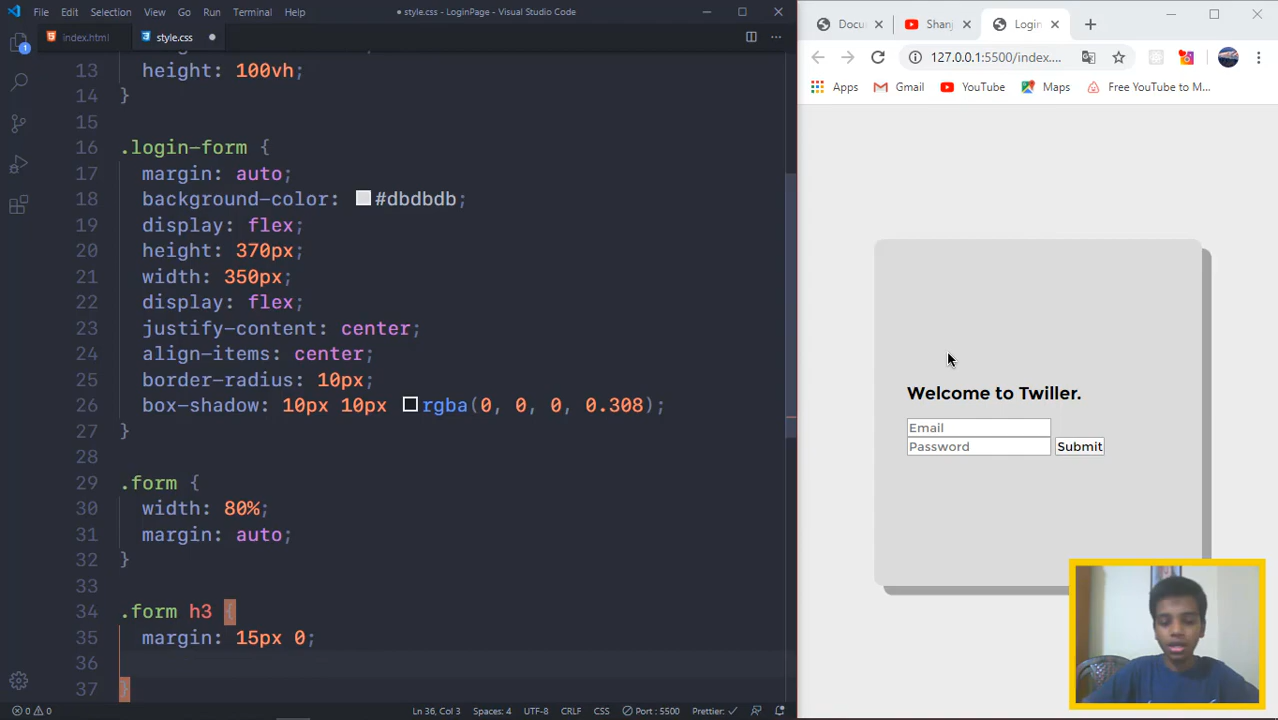 File Edit Selection View Go Run Terminal Help
● style.css - LoginPage - Visual Studio Code
index.html
style.css ●
13 height: 100vh;
14 }
15
16 .login-form {
17 margin: auto;
18 background-color: #dbdbdb;
19 display: flex;
20 height: 370px;
21 width: 350px;
22 display: flex;
23 justify-content: center;
24 align-items: center;
25 border-radius: 10px;
26 box-shadow: 10px 10px rgba(0, 0, 0, 0.308);
27 }
28
29 .form {
30 width: 80%;
31 margin: auto;
32 }
33
34 .form h3 {
35 margin: 15px 0;
36
37 }
1
0 0
Ln 36, Col 3 Spaces: 4 UTF-8 CRLF CSS Port : 5500 Prettier:
Docu
Shanj
Login
127.0.0.1:5500/index....
Apps Gmail YouTube Maps Free YouTube to M...
Welcome to Twiller.
Email
Password
Submit